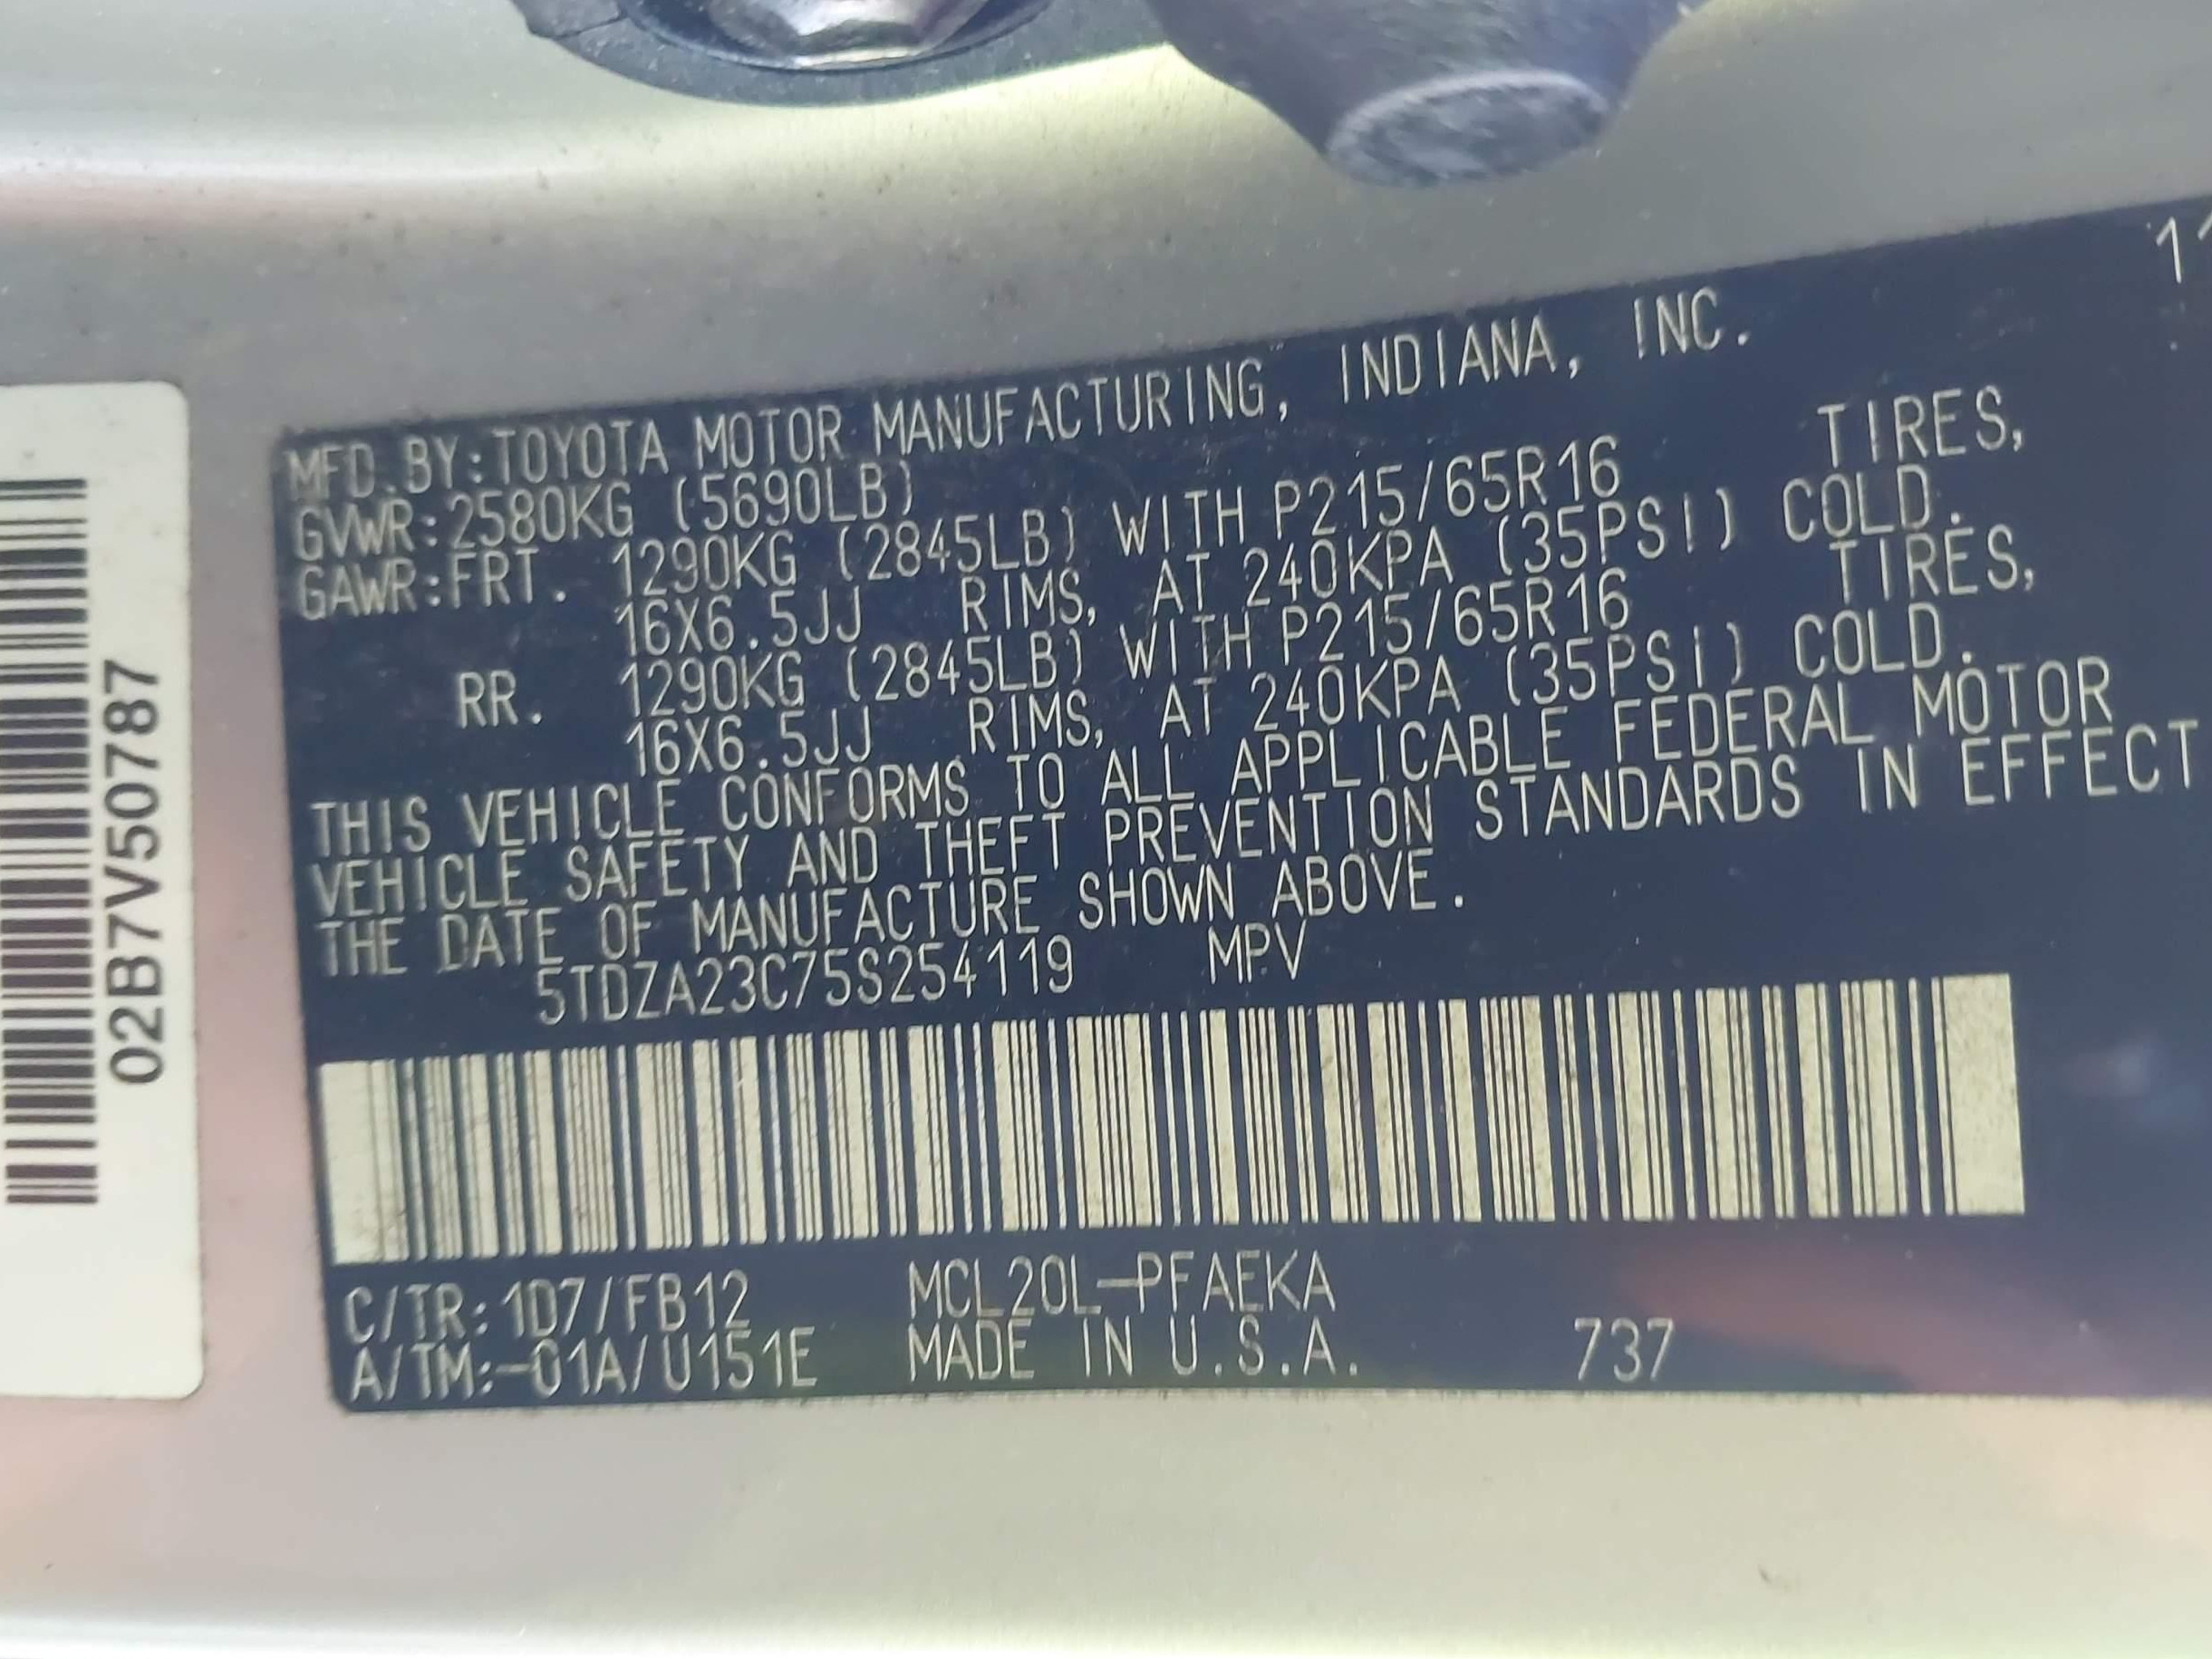 11
MFD.BY:TOYOTA MOTOR MANUFACTURING, INDIANA, INC.
GVWR:2580KG (5690LB)
GAWR:FRT. 1290KG (2845LB) WITH P215/65R16 TIRES,
16X6.5JJ RIMS, AT 240KPA (35PSI) COLD.
RR. 1290KG (2845LB) WITH P215/65R16 TIRES,
16X6.5JJ RIMS, AT 240KPA (35PSI) COLD.
THIS VEHICLE CONFORMS TO ALL APPLICABLE FEDERAL MOTOR
VEHICLE SAFETY AND THEFT PREVENTION STANDARDS IN EFFECT
THE DATE OF MANUFACTURE SHOWN ABOVE.
5TDZA23C75S254119 MPV
C/TR:1D7/FB12 MCL20L-PFAEKA
A/TM:-01A/U151E MADE IN U.S.A. 737
02B7V50787